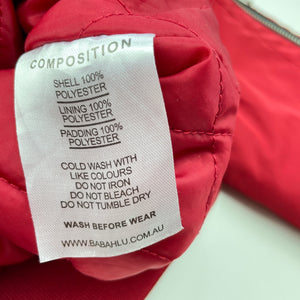 COMPOSITION
SHELL 100%
POLYESTER
LINING 100%
POLYESTER
PADDING 100%
POLYESTER
COLD WASH WITH
LIKE COLOURS
DO NOT IRON
DO NOT BLEACH
DO NOT TUMBLE DRY
WASH BEFORE WEAR
WWW.BABAHLU.COM.AU